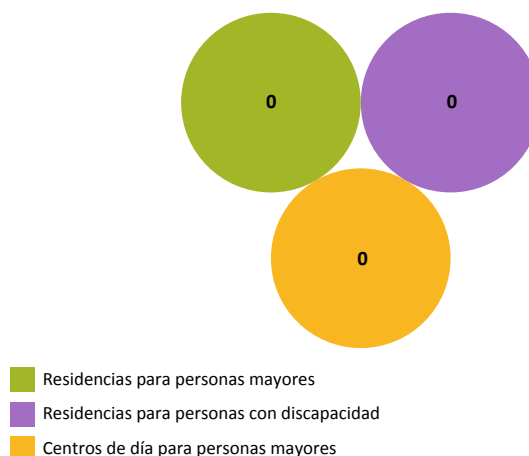 0 0
0
Residencias para personas mayores
Residencias para personas con discapacidad
Centros de día para personas mayores